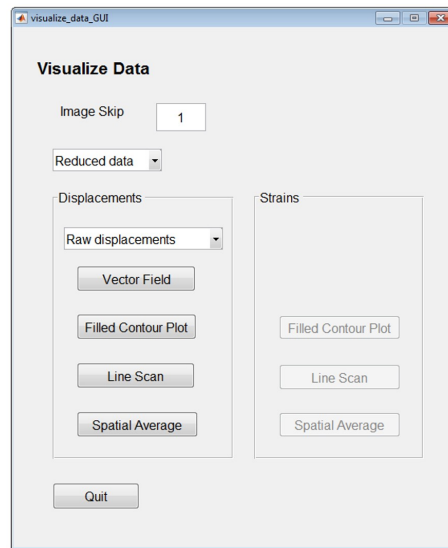 visualize_data_GUI
Visualize Data
Image Skip 1
Reduced data
Displacements
Raw displacements
Vector Field
Filled Contour Plot
Line Scan
Spatial Average
Strains
Filled Contour Plot
Line Scan
Spatial Average
Quit